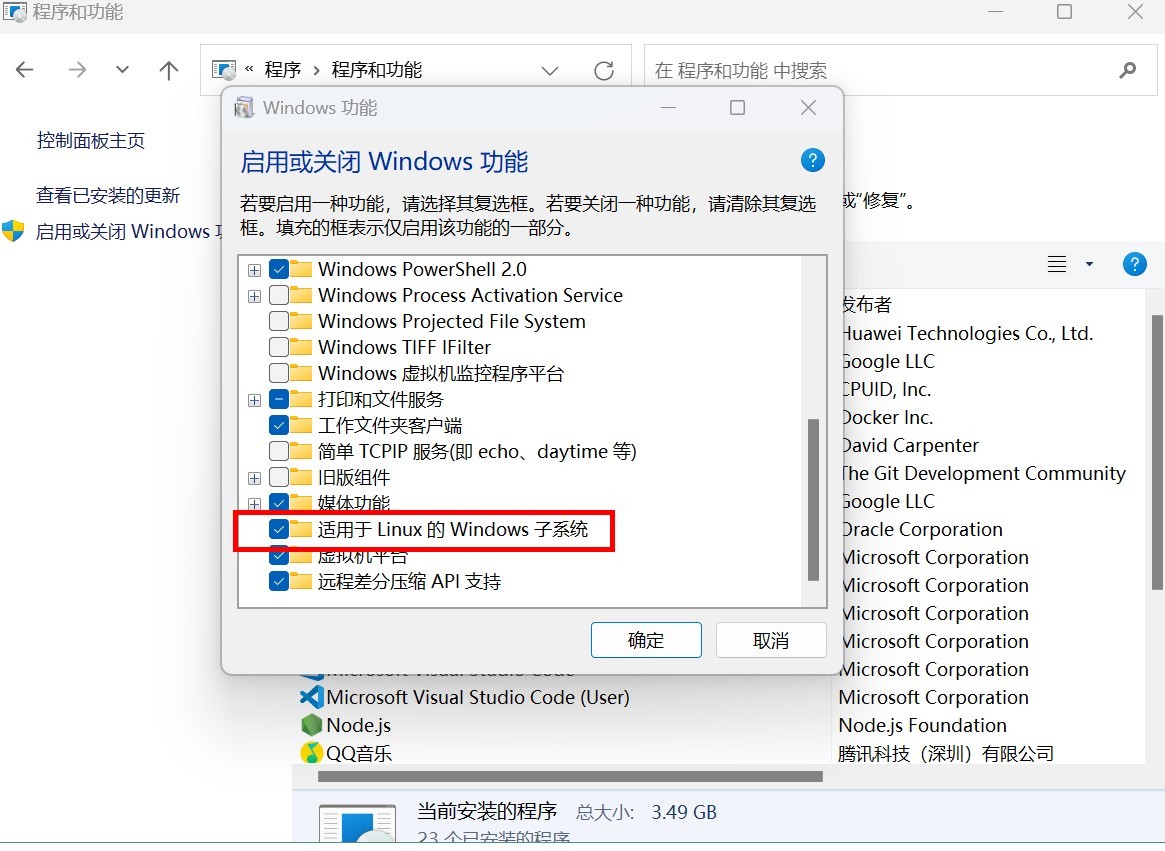 程序和功能
« 程序 › 程序和功能
在 程序和功能 中搜索
控制面板主页
查看已安装的更新
启用或关闭 Windows
Windows 功能
启用或关闭 Windows 功能
?
若要启用一种功能，请选择其复选框。若要关闭一种功能，请清除其复选
框。填充的框表示仅启用该功能的一部分。
Windows PowerShell 2.0
Windows Process Activation Service
Windows Projected File System
Windows TIFF IFilter
Windows 虚拟机监控程序平台
打印和文件服务
工作文件夹客户端
简单 TCPIP 服务(即 echo、daytime 等)
旧版组件
媒体功能
适用于 Linux 的 Windows 子系统
虚拟机平台
远程差分压缩 API 支持
确定
取消
或“修复”。
?
发布者
Huawei Technologies Co., Ltd.
Google LLC
CPUID, Inc.
Docker Inc.
David Carpenter
The Git Development Community
Google LLC
Oracle Corporation
Microsoft Corporation
Microsoft Corporation
Microsoft Corporation
Microsoft Corporation
Microsoft Corporation
Microsoft Visual Studio Code (User) Microsoft Corporation
Node.js Node.js Foundation
QQ音乐 腾讯科技（深圳）有限公司
当前安装的程序 总大小: 3.49 GB
23 个已安装的程序